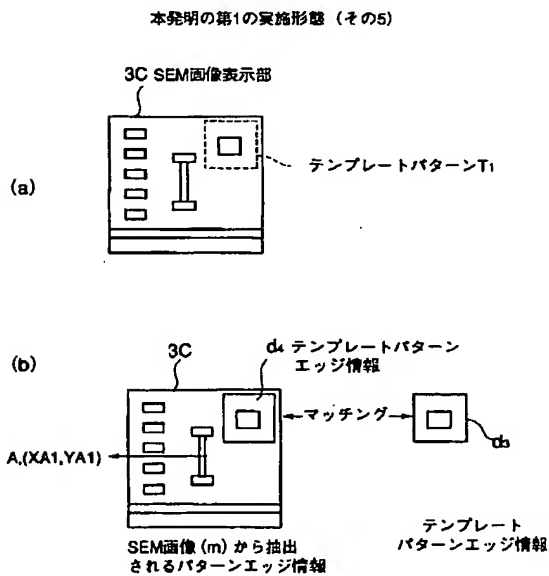 本発明の第1の実施形態（その5）
3C SEM画像表示部
(a)
テンプレートパターンT1
(b)
3C
d4 テンプレートパターン
エッジ情報
マッチング
d3
A,(XA1,YA1)
SEM画像(m)から抽出
されるパターンエッジ情報
テンプレート
パターンエッジ情報